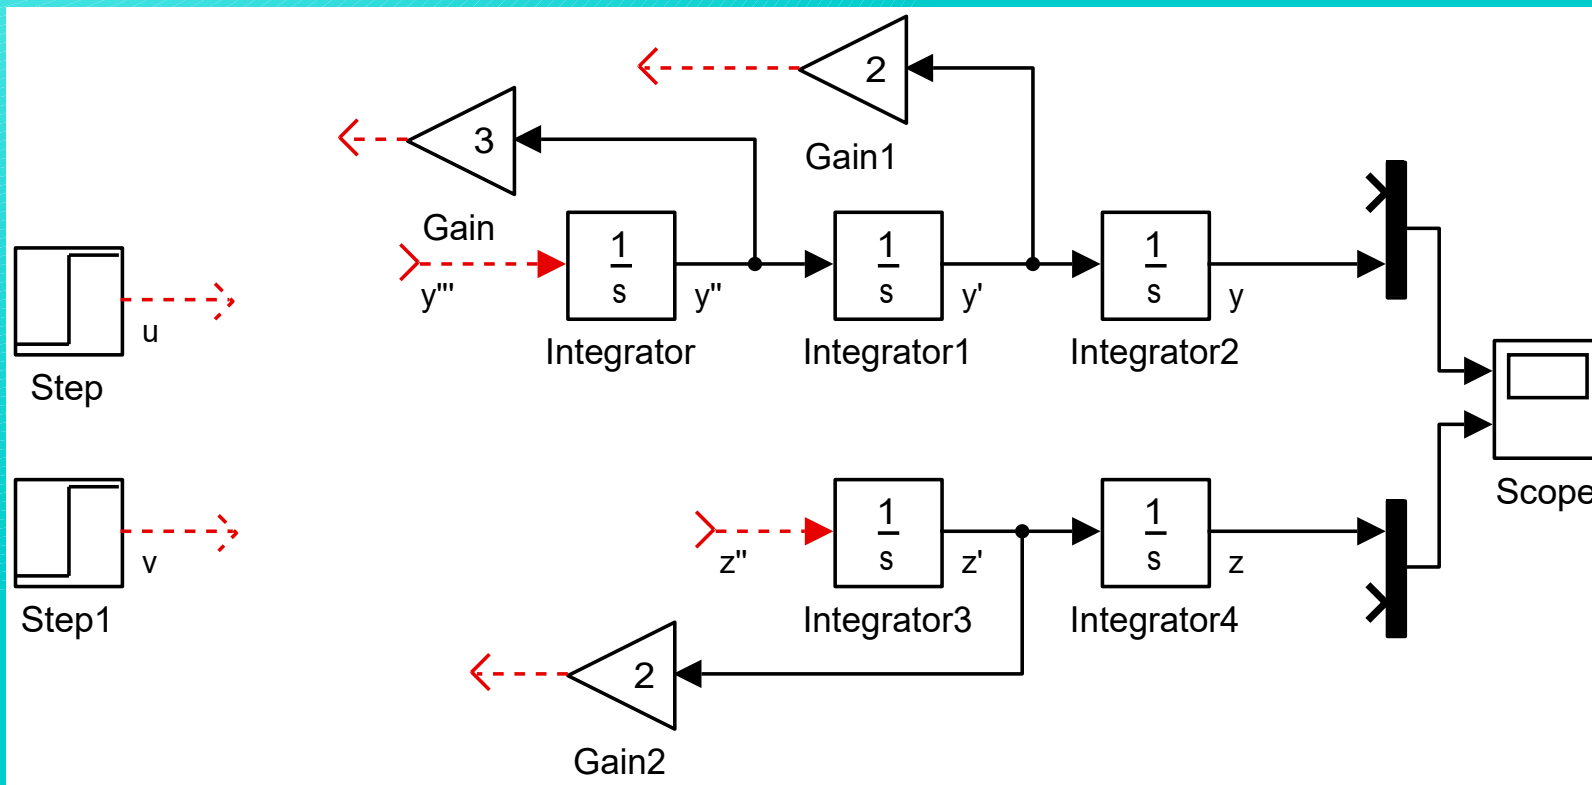 2
3
Gain1
Gain
1
s
1
s
1
s
y'''
y''
y'
y
u
Integrator
Integrator1
Integrator2
Step
Scope
1
s
1
s
v
z''
z'
z
Step1
Integrator3
Integrator4
2
Gain2